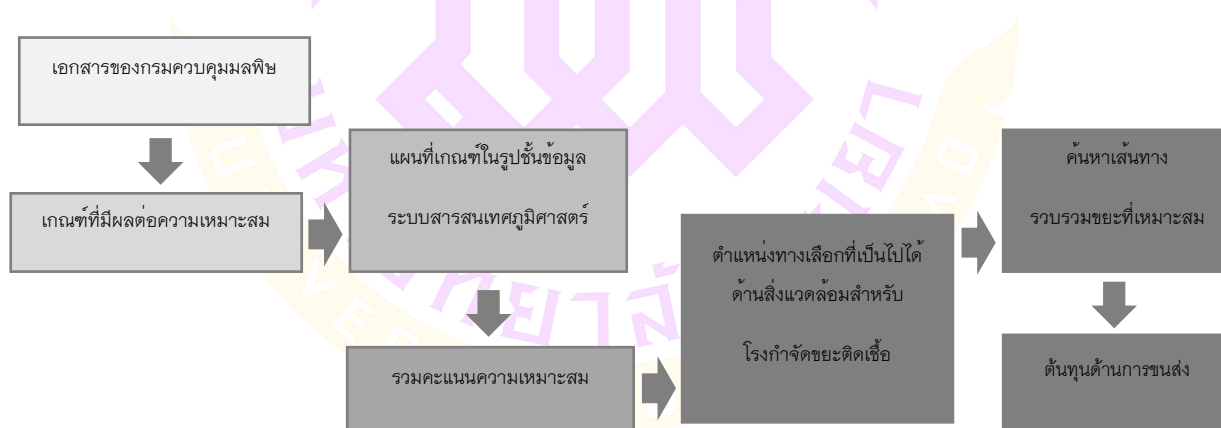 เอกสารของกรมควบคุมมลพิษ
เกณฑ์ที่มีผลต่อความเหมาะสม
แผนที่เกณฑ์ในรูปชั้นข้อมูล
ระบบสารสนเทศภูมิศาสตร์
รวมคะแนนความเหมาะสม
ตำแหน่งทางเลือกที่เป็นไปได้
ด้านสิ่งแวดล้อมสำหรับ
โรงกำจัดขยะติดเชื้อ
ค้นหาเส้นทาง
รวบรวมขยะที่เหมาะสม
ต้นทุนด้านการขนส่ง